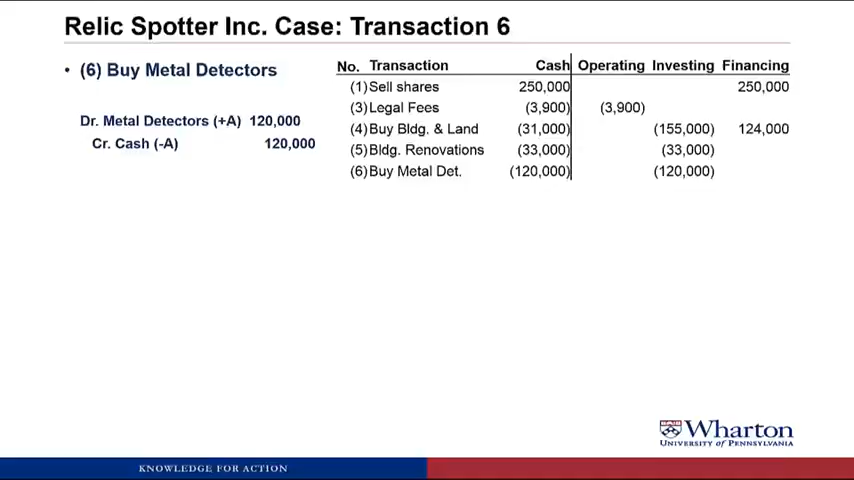 Relic Spotter Inc. Case: Transaction 6
• (6) Buy Metal Detectors
Dr. Metal Detectors (+A) 120,000
Cr. Cash (-A) 120,000
No. Transaction Cash Operating Investing Financing
(1) Sell shares 250,000 250,000
(3) Legal Fees (3,900) (3,900)
(4) Buy Bldg. & Land (31,000) (155,000) 124,000
(5) Bldg. Renovations (33,000) (33,000)
(6) Buy Metal Det. (120,000) (120,000)
Wharton
UNIVERSITY OF PENNSYLVANIA
KNOWLEDGE FOR ACTION